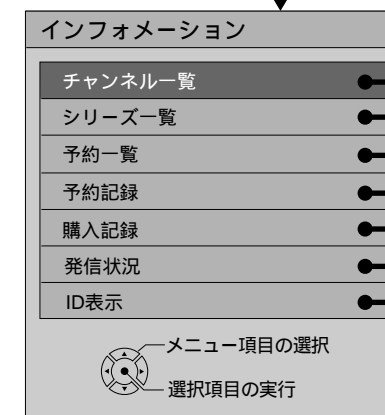 インフォメーション
チャンネル一覧
シリーズ一覧
予約一覧
予約記録
購入記録
発信状況
ID表示
メニュー項目の選択
選択項目の実行